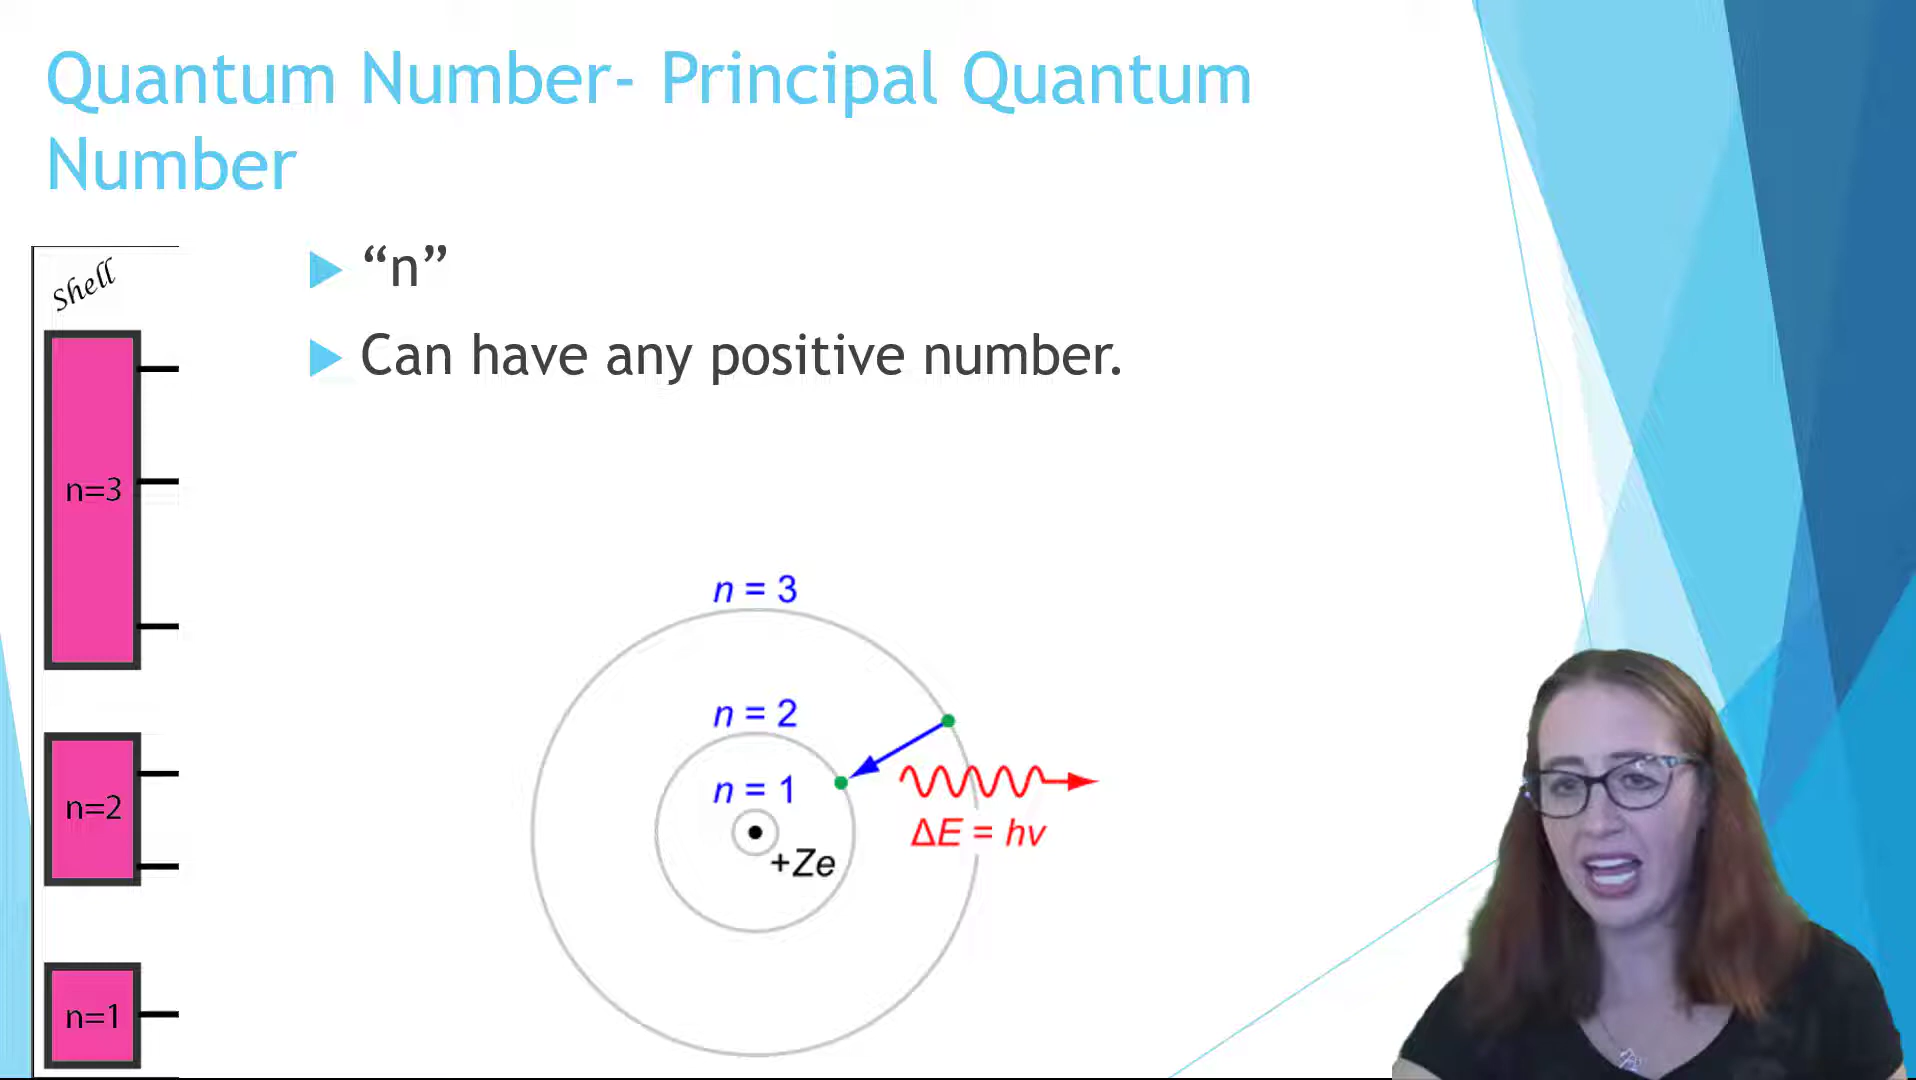 Quantum Number- Principal Quantum
Number
“n”
Can have any positive number.
Shell
n=3
n=2
n=1
n = 3
n = 2
n = 1
+Ze
ΔE = hv